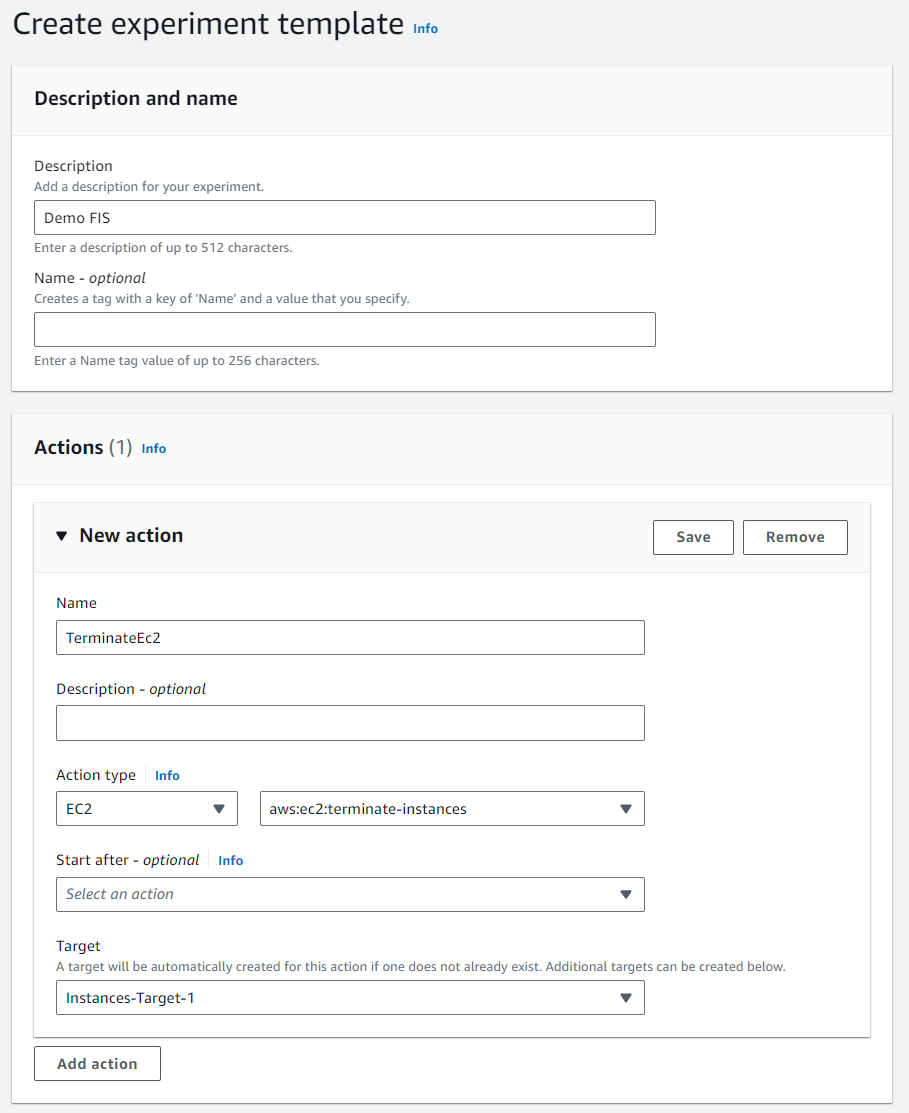 Create experiment template Info
Description and name
Description
Add a description for your experiment.
Demo FIS
Enter a description of up to 512 characters.
Name - optional
Creates a tag with a key of 'Name' and a value that you specify.
Enter a Name tag value of up to 256 characters.
Actions (1) Info
New action
Save Remove
Name
TerminateEc2
Description - optional
Action type Info
EC2 aws:ec2:terminate-instances
Start after - optional Info
Select an action
Target
A target will be automatically created for this action if one does not already exist. Additional targets can be created below.
Instances-Target-1
Add action